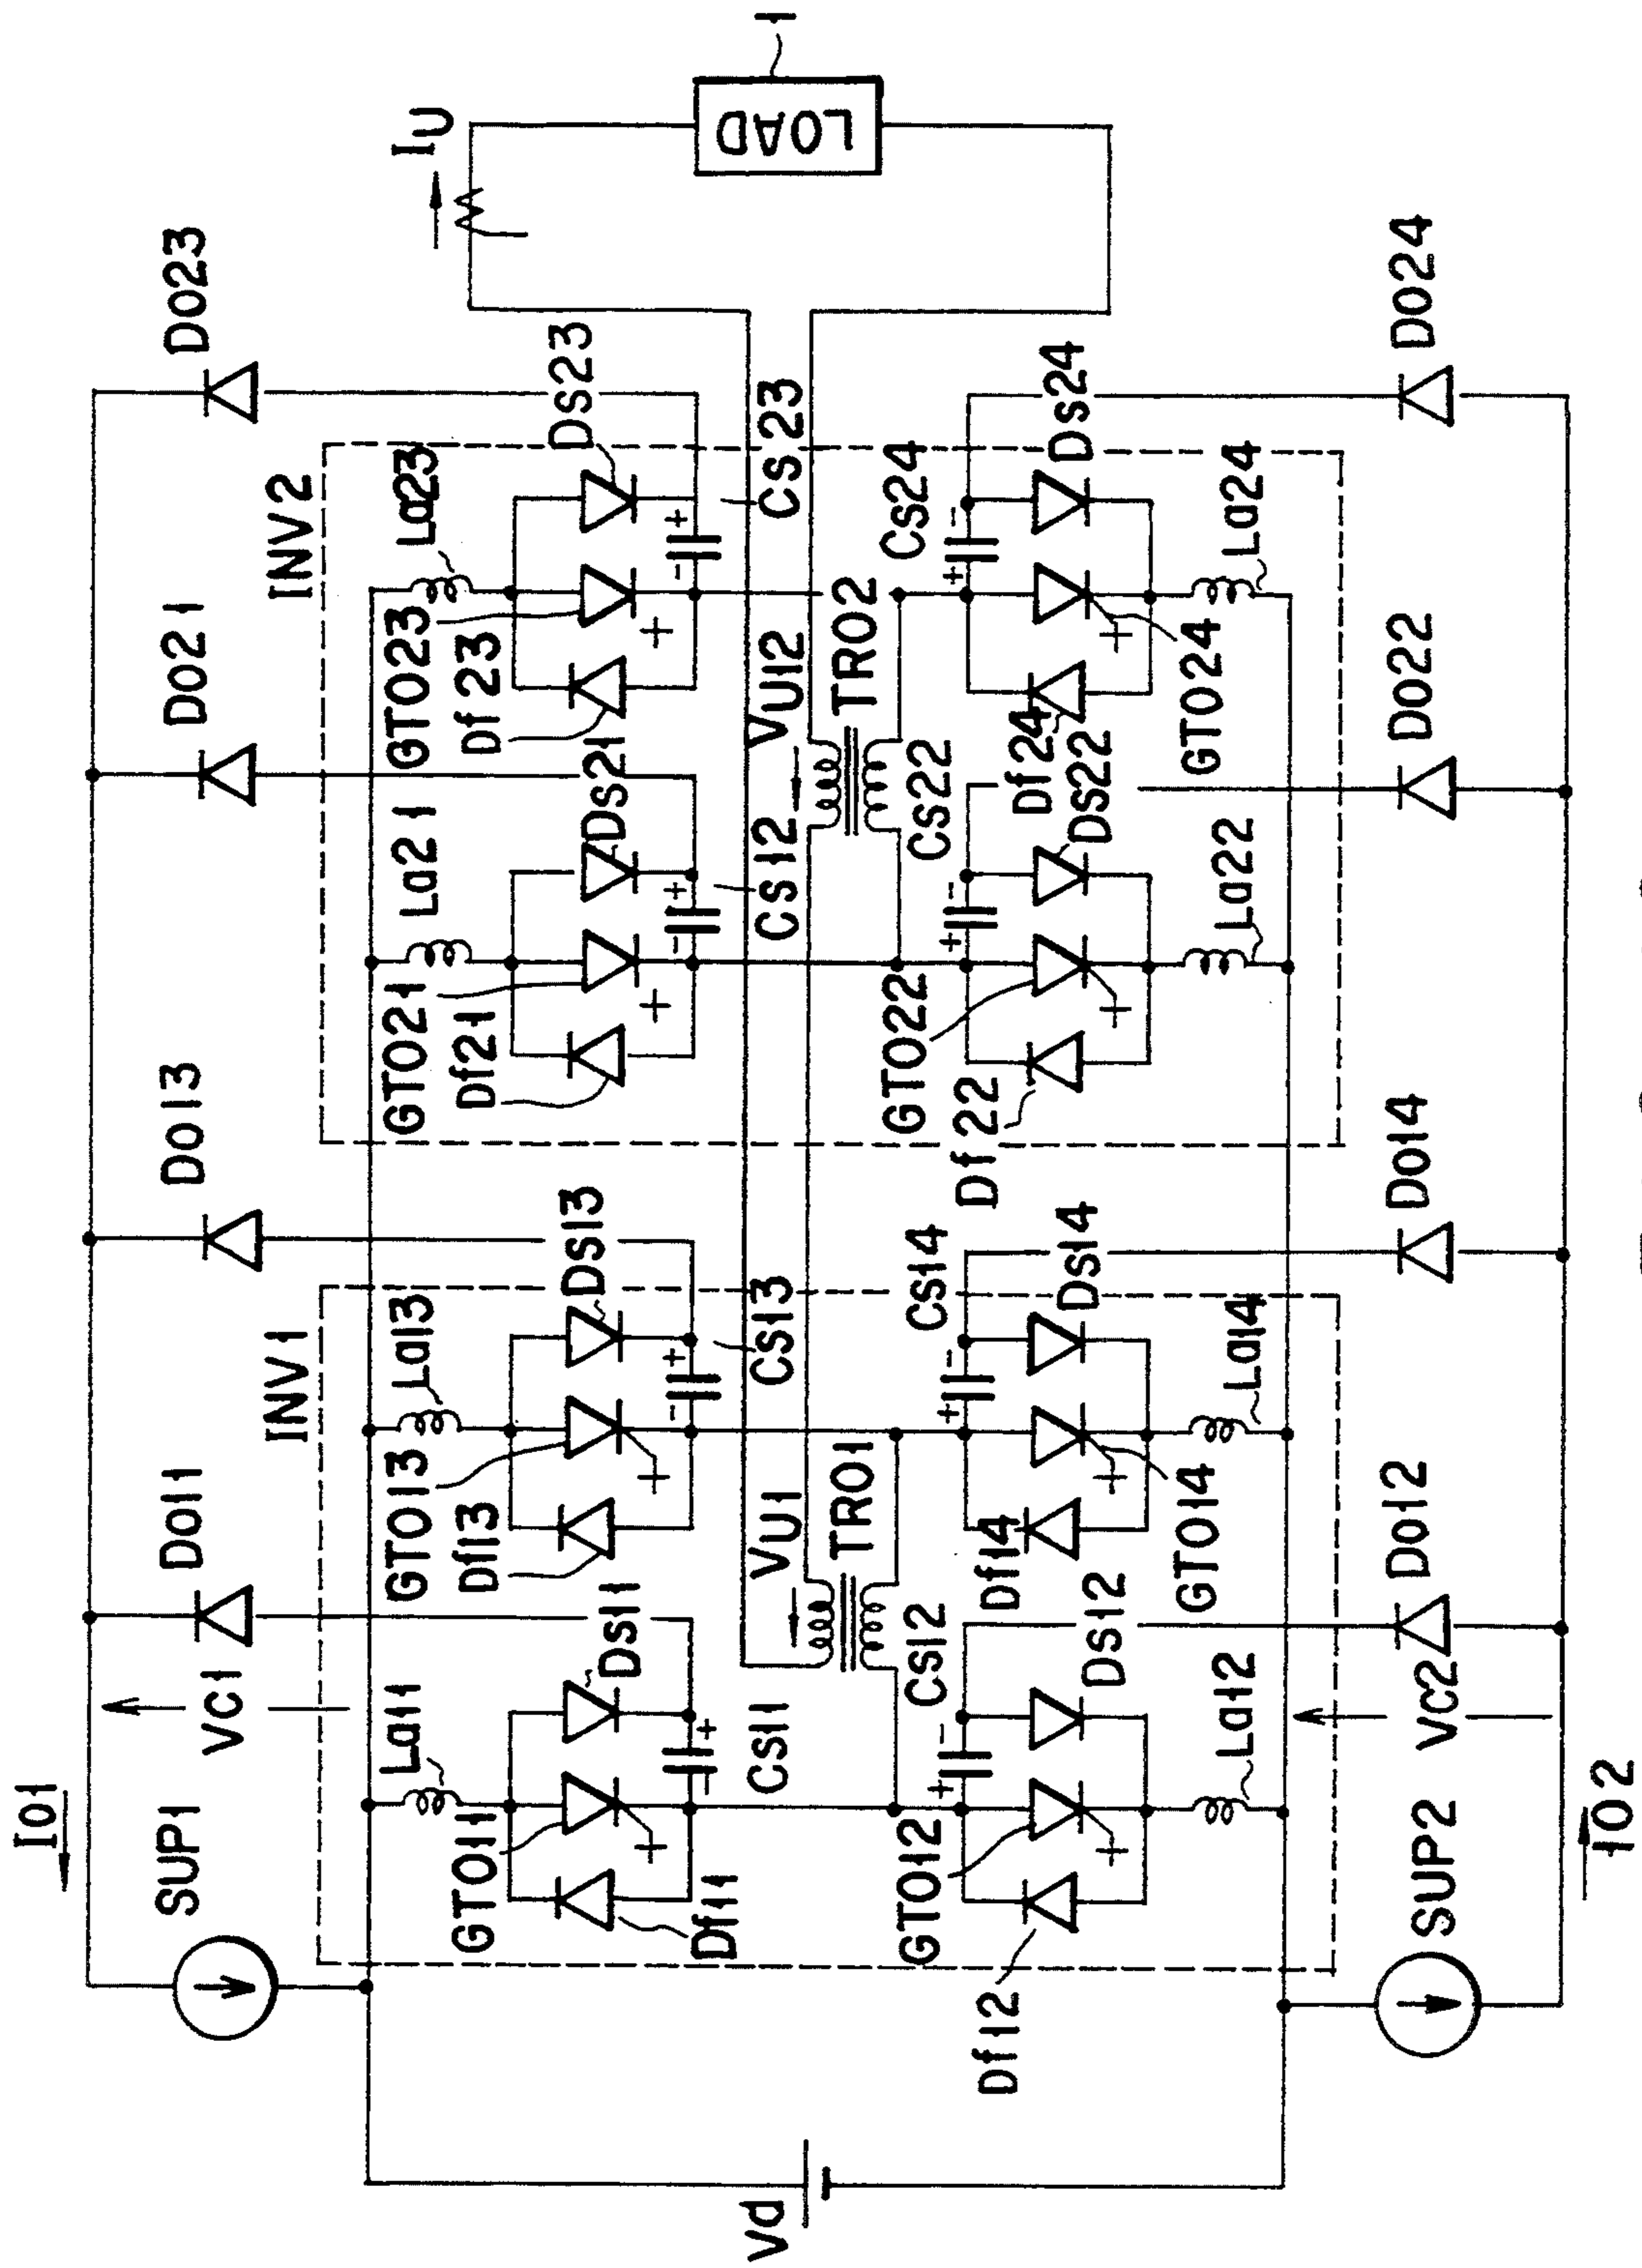 I01
SUP1
VC1
Do11
Do13
Do21
Do23
INV1
INV2
La11
La13
La21
La23
GTO11
GTO13
GTO21
GTO23
Df11
Df13
Df21
Df23
Ds11
Ds13
Ds21
Ds23
Cs11
Cs13
Cs12
Cs23
+
-
+
-
+
-
+
-
Vd
VU1
TR01
VU12
TR02
IU
LOAD
1
Cs12
Cs14
Cs22
Cs24
+
-
+
-
+
-
+
-
GTO12
GTO14
GTO22
GTO24
Df12
Df14
Df22
Df24
Ds12
Ds14
Ds22
Ds24
La12
La14
La22
La24
SUP2
VC2
Do12
Do14
Do22
Do24
I02